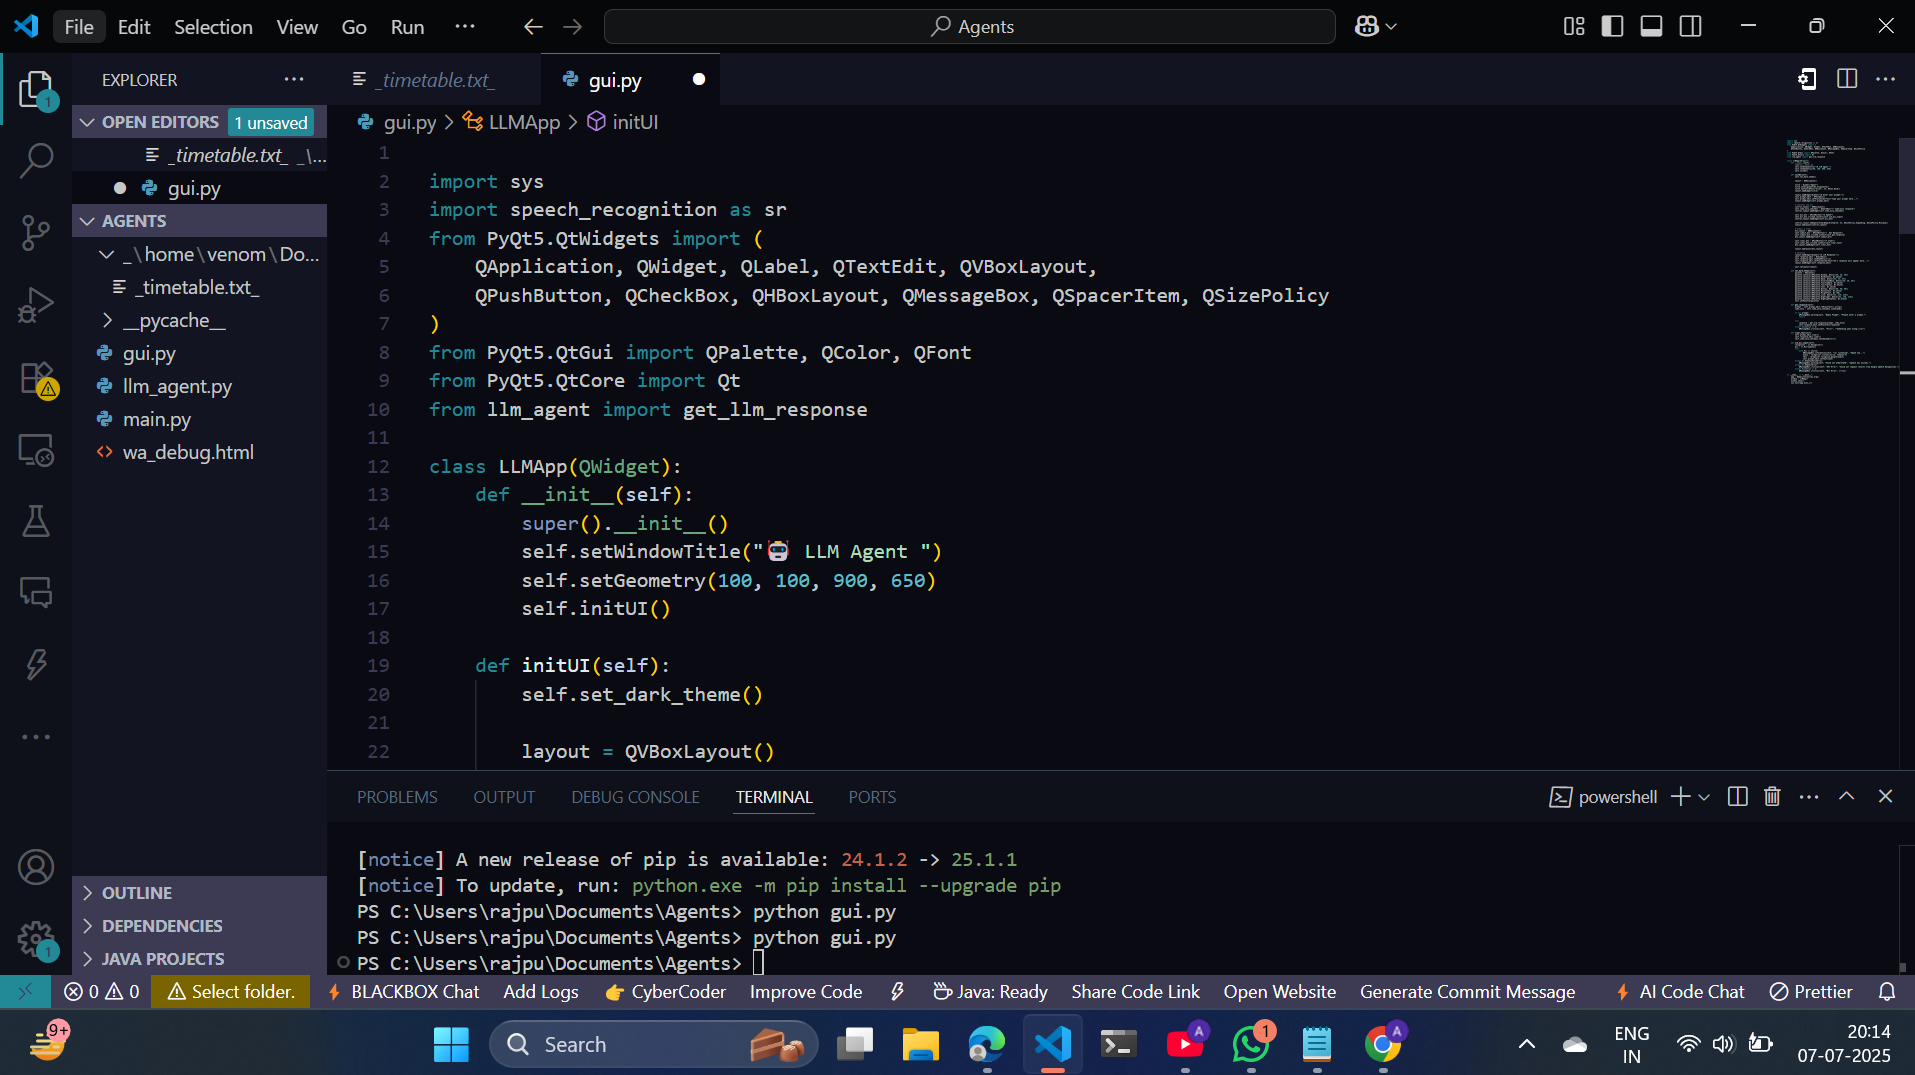 File Edit Selection View Go Run ··· Agents
EXPLORER ···
OPEN EDITORS 1 unsaved
_timetable.txt_ _\...
gui.py
AGENTS
_\home\venom\Do...
_timetable.txt_
__pycache__
gui.py
llm_agent.py
main.py
wa_debug.html
OUTLINE
DEPENDENCIES
JAVA PROJECTS
1
1
_timetable.txt_ gui.py
gui.py > LLMApp > initUI
1
2 import sys
3 import speech_recognition as sr
4 from PyQt5.QtWidgets import (
5 QApplication, QWidget, QLabel, QTextEdit, QVBoxLayout,
6 QPushButton, QCheckBox, QHBoxLayout, QMessageBox, QSpacerItem, QSizePolicy
7 )
8 from PyQt5.QtGui import QPalette, QColor, QFont
9 from PyQt5.QtCore import Qt
10 from llm_agent import get_llm_response
11
12 class LLMApp(QWidget):
13 def __init__(self):
14 super().__init__()
15 self.setWindowTitle("🤖 LLM Agent ")
16 self.setGeometry(100, 100, 900, 650)
17 self.initUI()
18
19 def initUI(self):
20 self.set_dark_theme()
21
22 layout = QVBoxLayout()
PROBLEMS OUTPUT DEBUG CONSOLE TERMINAL PORTS powershell
[notice] A new release of pip is available: 24.1.2 -> 25.1.1
[notice] To update, run: python.exe -m pip install --upgrade pip
PS C:\Users\rajpu\Documents\Agents> python gui.py
PS C:\Users\rajpu\Documents\Agents> python gui.py
PS C:\Users\rajpu\Documents\Agents>
0 0 Select folder. BLACKBOX Chat Add Logs 👉 CyberCoder Improve Code Java: Ready Share Code Link Open Website Generate Commit Message AI Code Chat Prettier
9+ Search A 1 A ENG 20:14
IN 07-07-2025